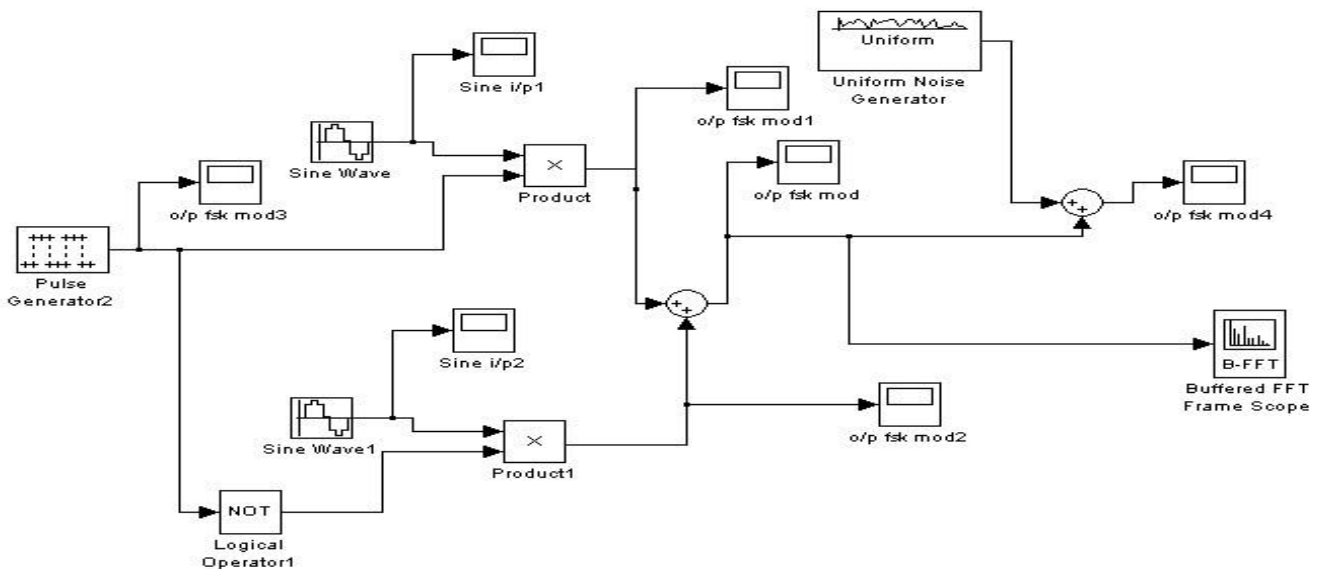 Uniform
Uniform Noise
Generator
Sine i/p1
o/p fsk mod1
Sine Wave
×
Product
o/p fsk mod
o/p fsk mod3
+
+
o/p fsk mod4
Pulse
Generator2
+
+
Sine i/p2
B-FFT
Buffered FFT
Frame Scope
Sine Wave1
×
Product1
o/p fsk mod2
NOT
Logical
Operator1